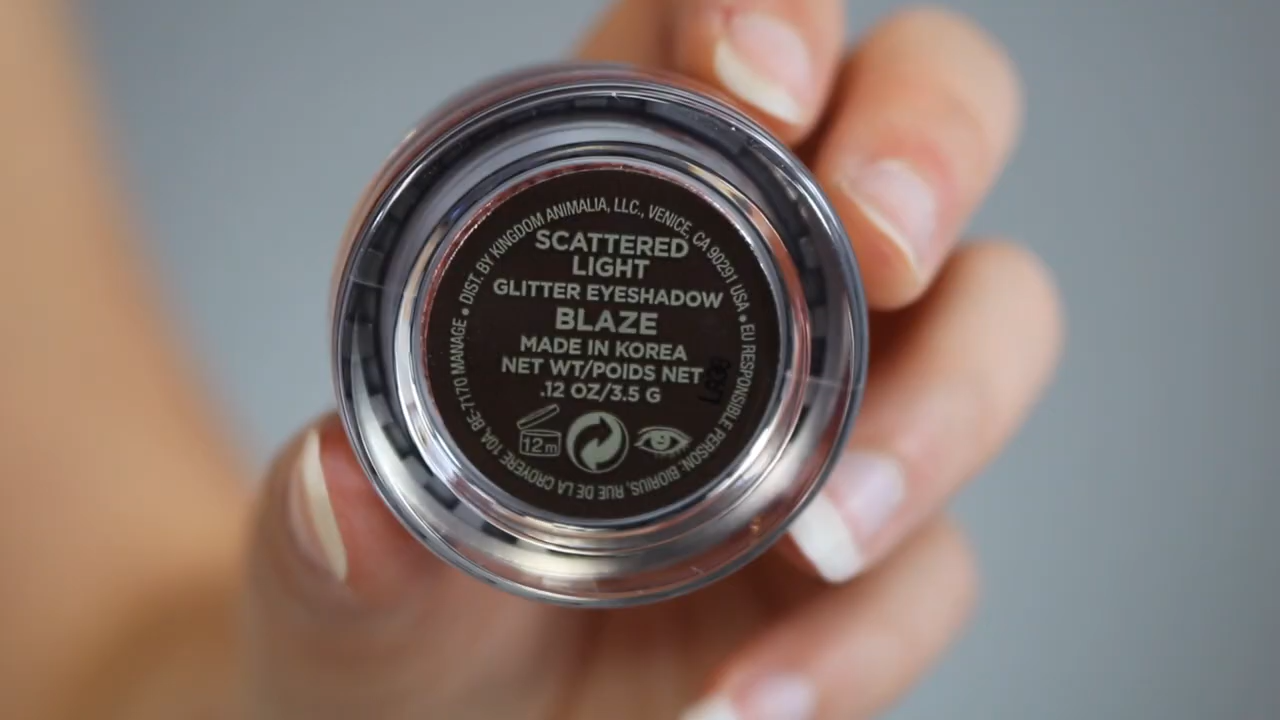 DIST. BY KINGDOM ANIMALIA, LLC., VENICE, CA 90291 USA • EU RESPONSIBLE PERSON: BIORIUS, RUE DE LA CROYERE 10A, BE-7170 MANAGE •
SCATTERED
LIGHT
GLITTER EYESHADOW
BLAZE
MADE IN KOREA
NET WT/POIDS NET
.12 OZ/3.5 G
12 m